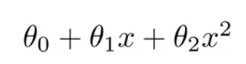 θ₀ + θ₁x + θ₂x²